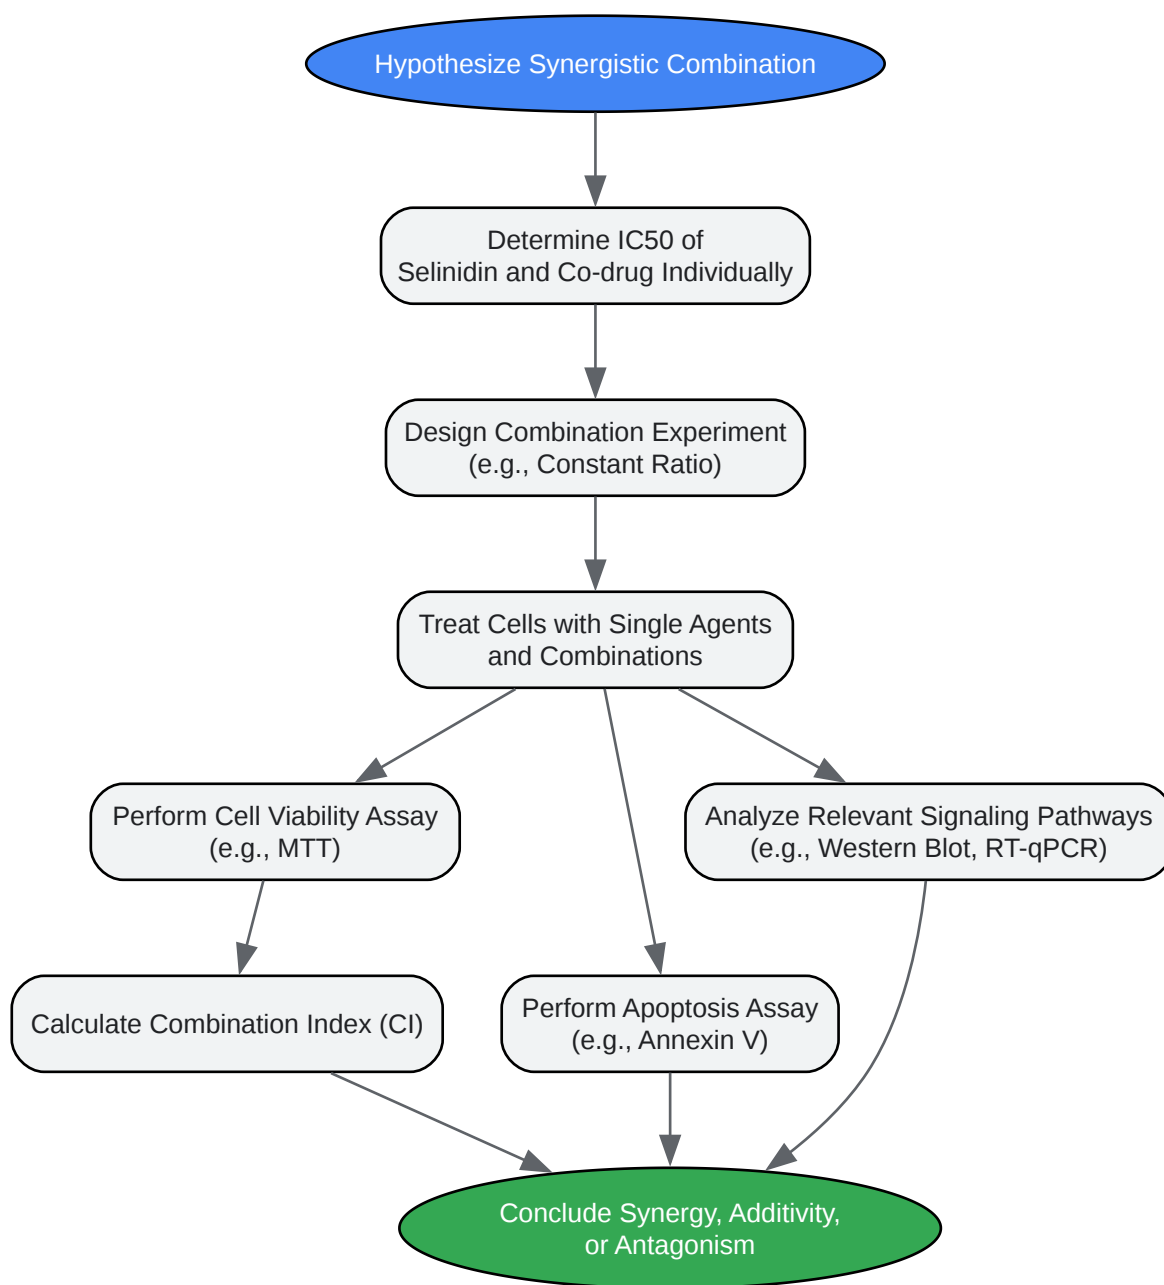 Hypothesize Synergistic Combination
Determine IC50 of
Selinidin and Co-drug Individually
Design Combination Experiment
(e.g., Constant Ratio)
Treat Cells with Single Agents
and Combinations
Perform Cell Viability Assay
(e.g., MTT)
Analyze Relevant Signaling Pathways
(e.g., Western Blot, RT-qPCR)
Calculate Combination Index (CI)
Perform Apoptosis Assay
(e.g., Annexin V)
Conclude Synergy, Additivity,
or Antagonism